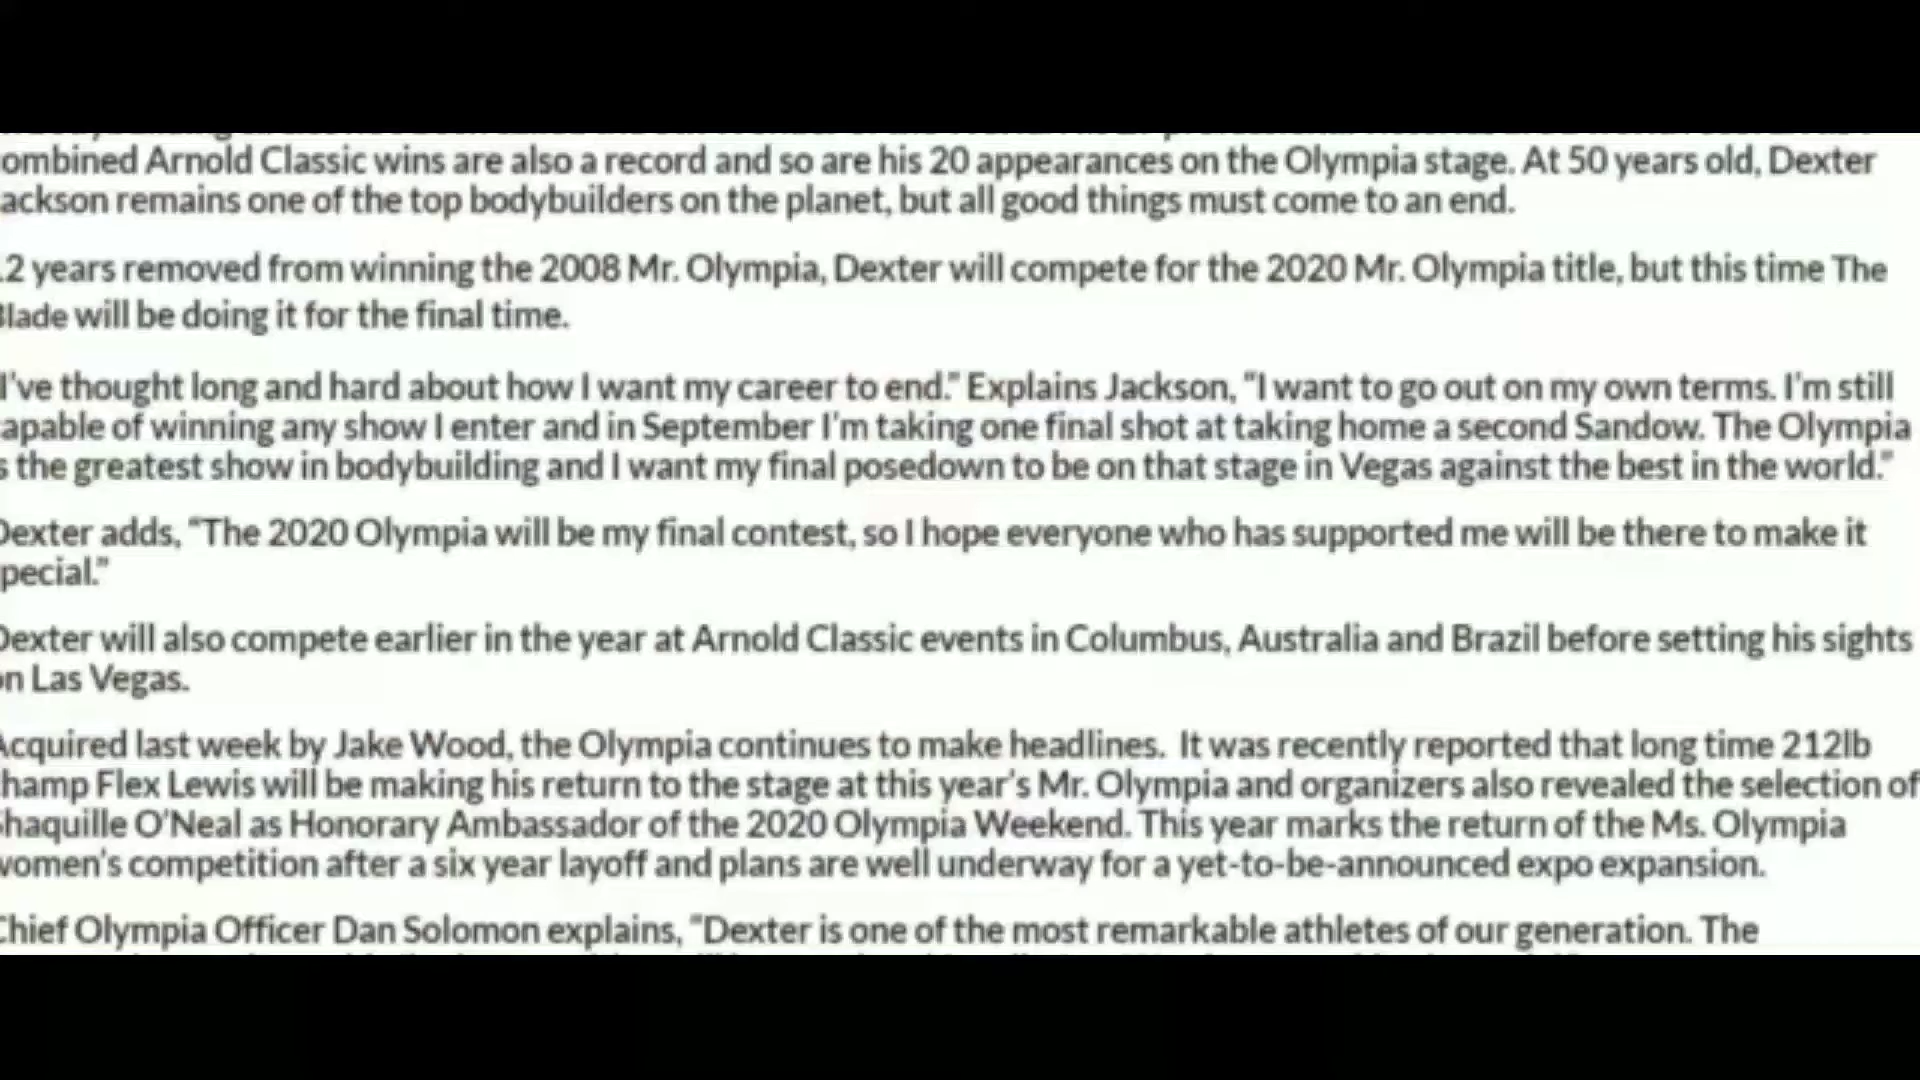 ombined Arnold Classic wins are also a record and so are his 20 appearances on the Olympia stage. At 50 years old, Dexter
ackson remains one of the top bodybuilders on the planet, but all good things must come to an end.
2 years removed from winning the 2008 Mr. Olympia, Dexter will compete for the 2020 Mr. Olympia title, but this time The
Blade will be doing it for the final time.
I've thought long and hard about how I want my career to end." Explains Jackson, "I want to go out on my own terms. I'm still
apable of winning any show I enter and in September I'm taking one final shot at taking home a second Sandow. The Olympia
s the greatest show in bodybuilding and I want my final posedown to be on that stage in Vegas against the best in the world."
Dexter adds, "The 2020 Olympia will be my final contest, so I hope everyone who has supported me will be there to make it
pecial."
Dexter will also compete earlier in the year at Arnold Classic events in Columbus, Australia and Brazil before setting his sights
on Las Vegas.
Acquired last week by Jake Wood, the Olympia continues to make headlines. It was recently reported that long time 212lb
hamp Flex Lewis will be making his return to the stage at this year's Mr. Olympia and organizers also revealed the selection of
Shaquille O'Neal as Honorary Ambassador of the 2020 Olympia Weekend. This year marks the return of the Ms. Olympia
women's competition after a six year layoff and plans are well underway for a yet-to-be-announced expo expansion.
Chief Olympia Officer Dan Solomon explains, "Dexter is one of the most remarkable athletes of our generation. The